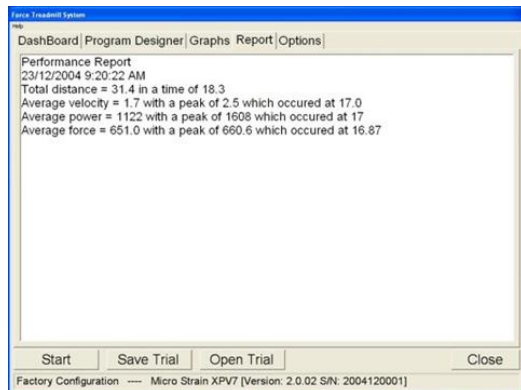 Force Treadmill System
Help
DashBoard Program Designer Graphs Report Options
Performance Report
23/12/2004 9:20:22 AM
Total distance = 31.4 in a time of 18.3
Average velocity = 1.7 with a peak of 2.5 which occured at 17.0
Average power = 1122 with a peak of 1608 which occured at 17
Average force = 651.0 with a peak of 660.6 which occured at 16.87
Start Save Trial Open Trial Close
Factory Configuration ---- Micro Strain XPV7 [Version: 2.0.02 S/N: 2004120001]